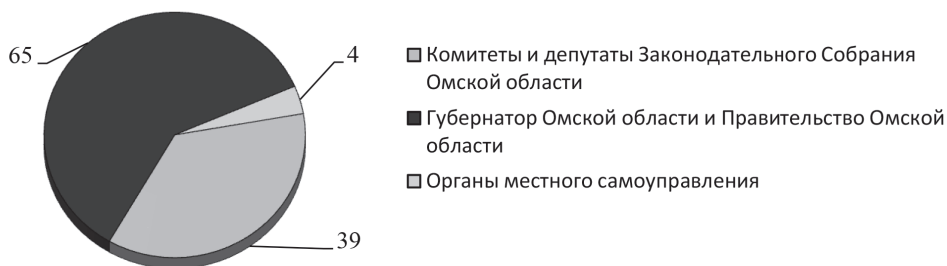 65
4
39
Комитеты и депутаты Законодательного Собрания
Омской области
Губернатор Омской области и Правительство Омской
области
Органы местного самоуправления